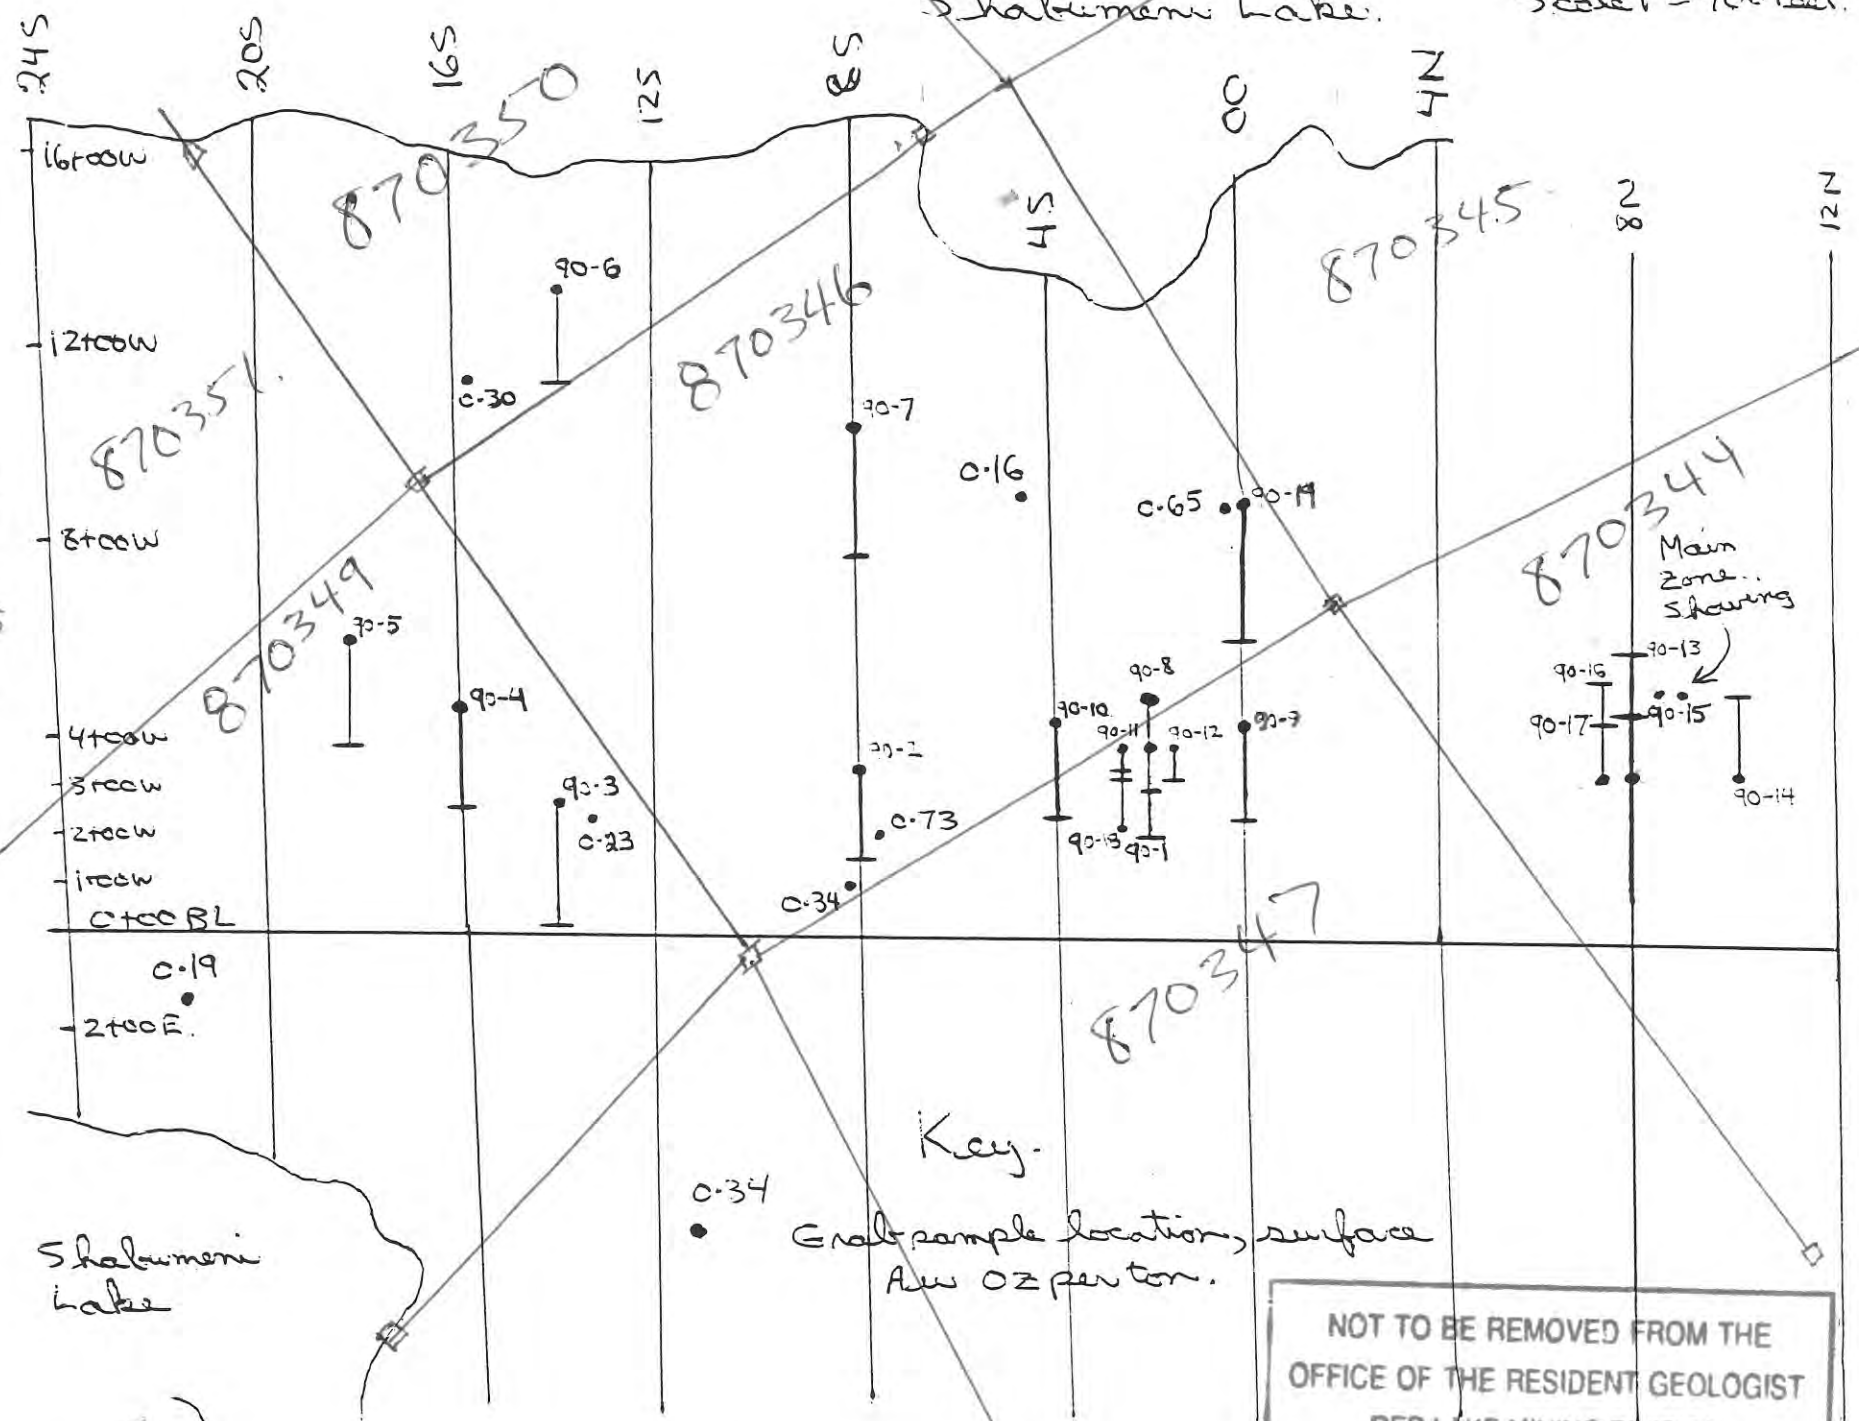 Shabumeni Lake.
24S
20S
16S
12S
8S
4S
00
4N
8N
12N
16+00W
12+00W
8+00W
4+00W
3+00W
2+00W
1+00W
0+00BL
2+00E.
870350
870345
870346
870351.
870344
870349
870347
90-6
0.30
90-7
0.16
0.65
Main
Zone..
Showing
90-5
90-4
90-3
0.23
90-2
0.73
0.34
90-10
90-8
90-11
90-12
90-9
90-18
90-1
90-13
90-16
90-17
90-15
90-14
0.19
Key.
0.34
Grab sample location, surface
Au oz per ton.
Shabumeni
Lake
NOT TO BE REMOVED FROM THE
OFFICE OF THE RESIDENT GEOLOGIST